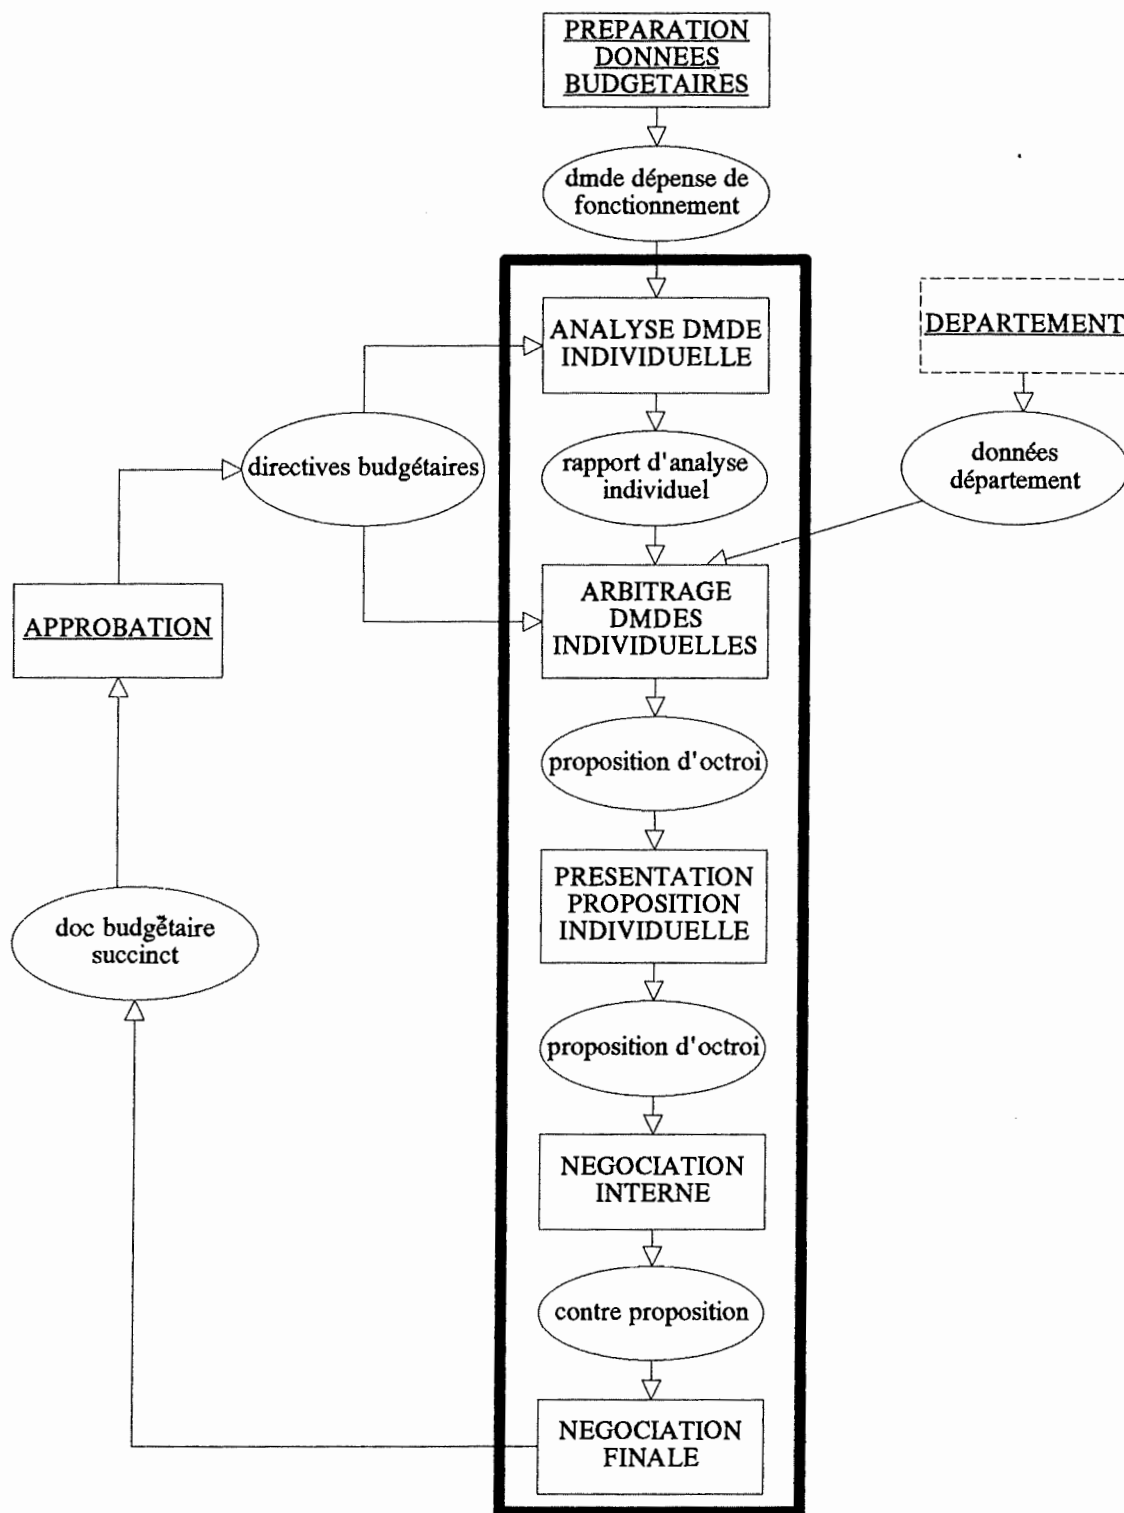 PREPARATION
DONNEES
BUDGETAIRES
dmde dépense de
fonctionnement
ANALYSE DMDE
INDIVIDUELLE
DEPARTEMENT
directives budgétaires
rapport d'analyse
individuel
données
département
ARBITRAGE
DMDES
INDIVIDUELLES
APPROBATION
proposition d'octroi
PRESENTATION
PROPOSITION
INDIVIDUELLE
doc budgétaire
succinct
proposition d'octroi
NEGOCIATION
INTERNE
contre proposition
NEGOCIATION
FINALE